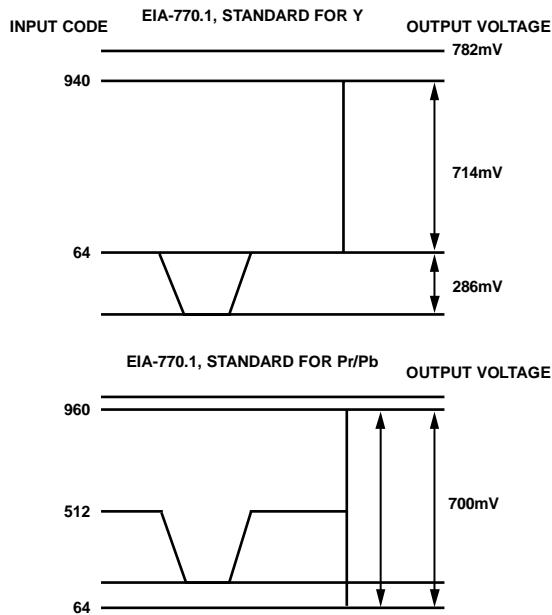 EIA-770.1, STANDARD FOR Y
INPUT CODE
OUTPUT VOLTAGE
782mV
940
714mV
64
286mV
EIA-770.1, STANDARD FOR Pr/Pb
OUTPUT VOLTAGE
960
512
700mV
64